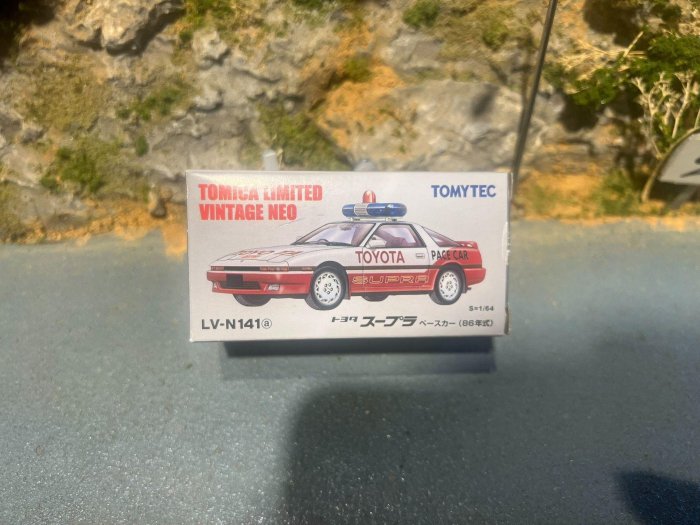 TOMICA LIMITED
VINTAGE NEO
TOMYTEC
TOYOTA
PACE CAR
SUPRA
S=1/64
LV-N141ⓐ
トヨタ スープラ ペースカー (86年式)